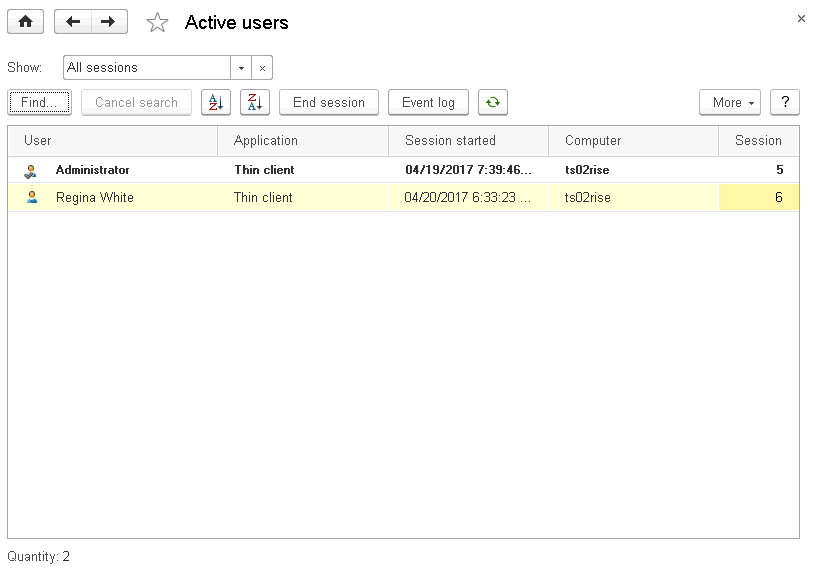 Active users
Show: All sessions
Find... Cancel search A Z Z A End session Event log More ?
User Application Session started Computer Session
Administrator Thin client 04/19/2017 7:39:46... ts02rise 5
Regina White Thin client 04/20/2017 6:33:23 ... ts02rise 6
Quantity: 2